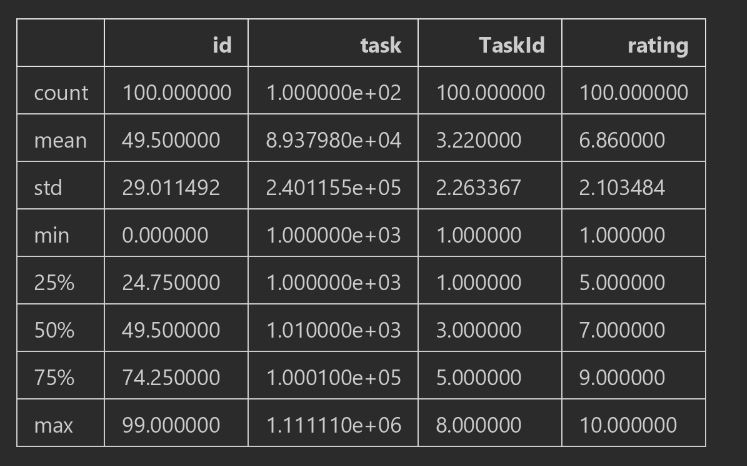 id task TaskId rating
count 100.000000 1.000000e+02 100.000000 100.000000
mean 49.500000 8.937980e+04 3.220000 6.860000
std 29.011492 2.401155e+05 2.263367 2.103484
min 0.000000 1.000000e+03 1.000000 1.000000
25% 24.750000 1.000000e+03 1.000000 5.000000
50% 49.500000 1.010000e+03 3.000000 7.000000
75% 74.250000 1.000100e+05 5.000000 9.000000
max 99.000000 1.111110e+06 8.000000 10.000000